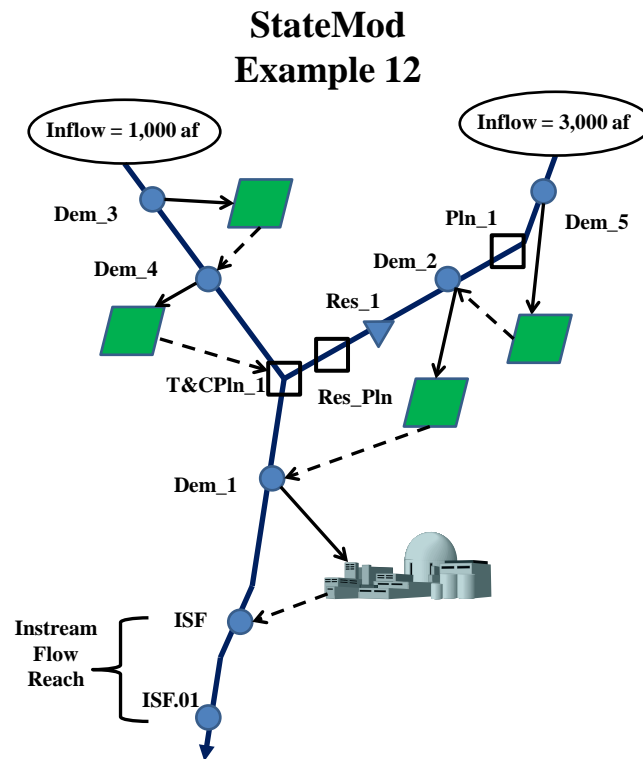 StateMod
Example 12
Inflow = 1,000 af
Inflow = 3,000 af
Dem_3
Pln_1
Dem_5
Dem_4
Dem_2
Res_1
T&CPln_1
Res_Pln
Dem_1
ISF
Instream
Flow
Reach
ISF.01